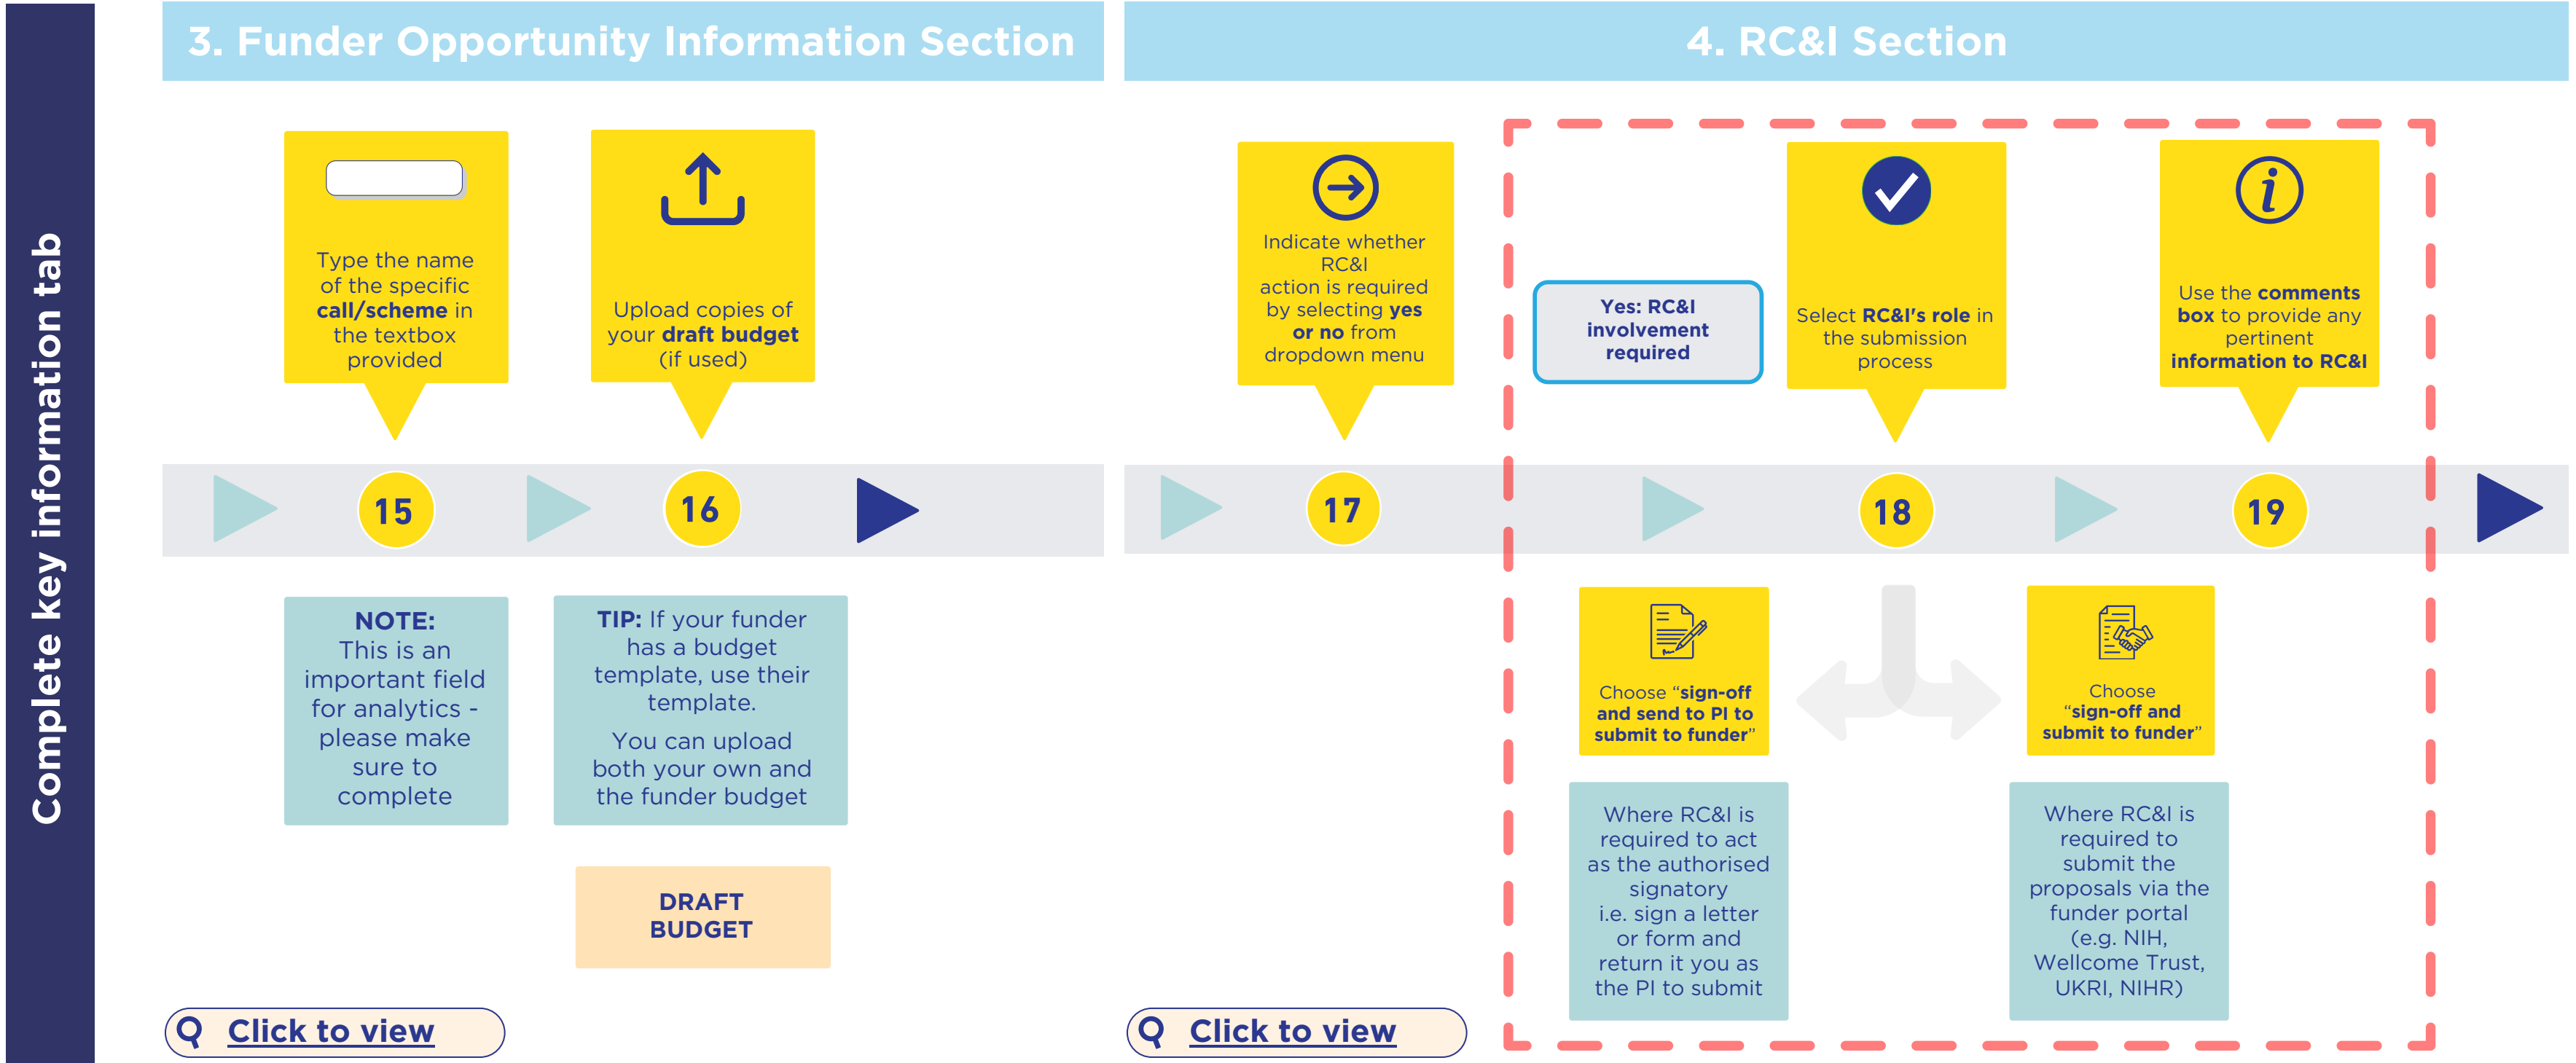 Complete key information tab
3. Funder Opportunity Information Section
Type the name
of the specific
call/scheme in
the textbox
provided
Upload copies of
your draft budget
(if used)
15
16
NOTE:
This is an
important field
for analytics -
please make
sure to
complete
TIP: If your funder
has a budget
template, use their
template.
You can upload
both your own and
the funder budget
DRAFT
BUDGET
Click to view
4. RC&I Section
Indicate whether
RC&I
action is required
by selecting yes
or no from
dropdown menu
Yes: RC&I
involvement
required
Select RC&I's role in
the submission
process
i
Use the comments
box to provide any
pertinent
information to RC&I
17
18
19
Choose “sign-off
and send to PI to
submit to funder”
Choose
“sign-off and
submit to funder”
Where RC&I is
required to act
as the authorised
signatory
i.e. sign a letter
or form and
return it you as
the PI to submit
Where RC&I is
required to
submit the
proposals via the
funder portal
(e.g. NIH,
Wellcome Trust,
UKRI, NIHR)
Click to view